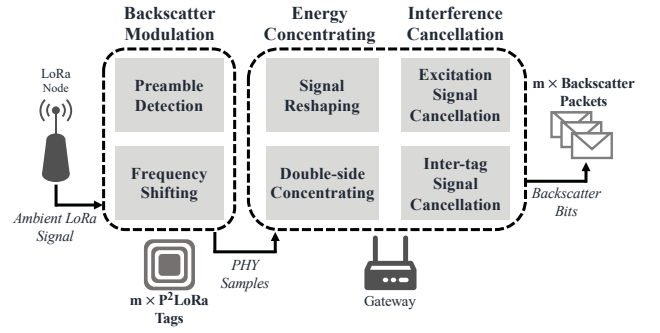 Backscatter
Modulation
Energy
Concentrating
Interference
Cancellation
LoRa
Node
Preamble
Detection
Signal
Reshaping
Excitation
Signal
Cancellation
m × Backscatter
Packets
Frequency
Shifting
Double-side
Concentrating
Inter-tag
Signal
Cancellation
Ambient LoRa
Signal
Backscatter
Bits
PHY
Samples
m × P²LoRa
Tags
Gateway